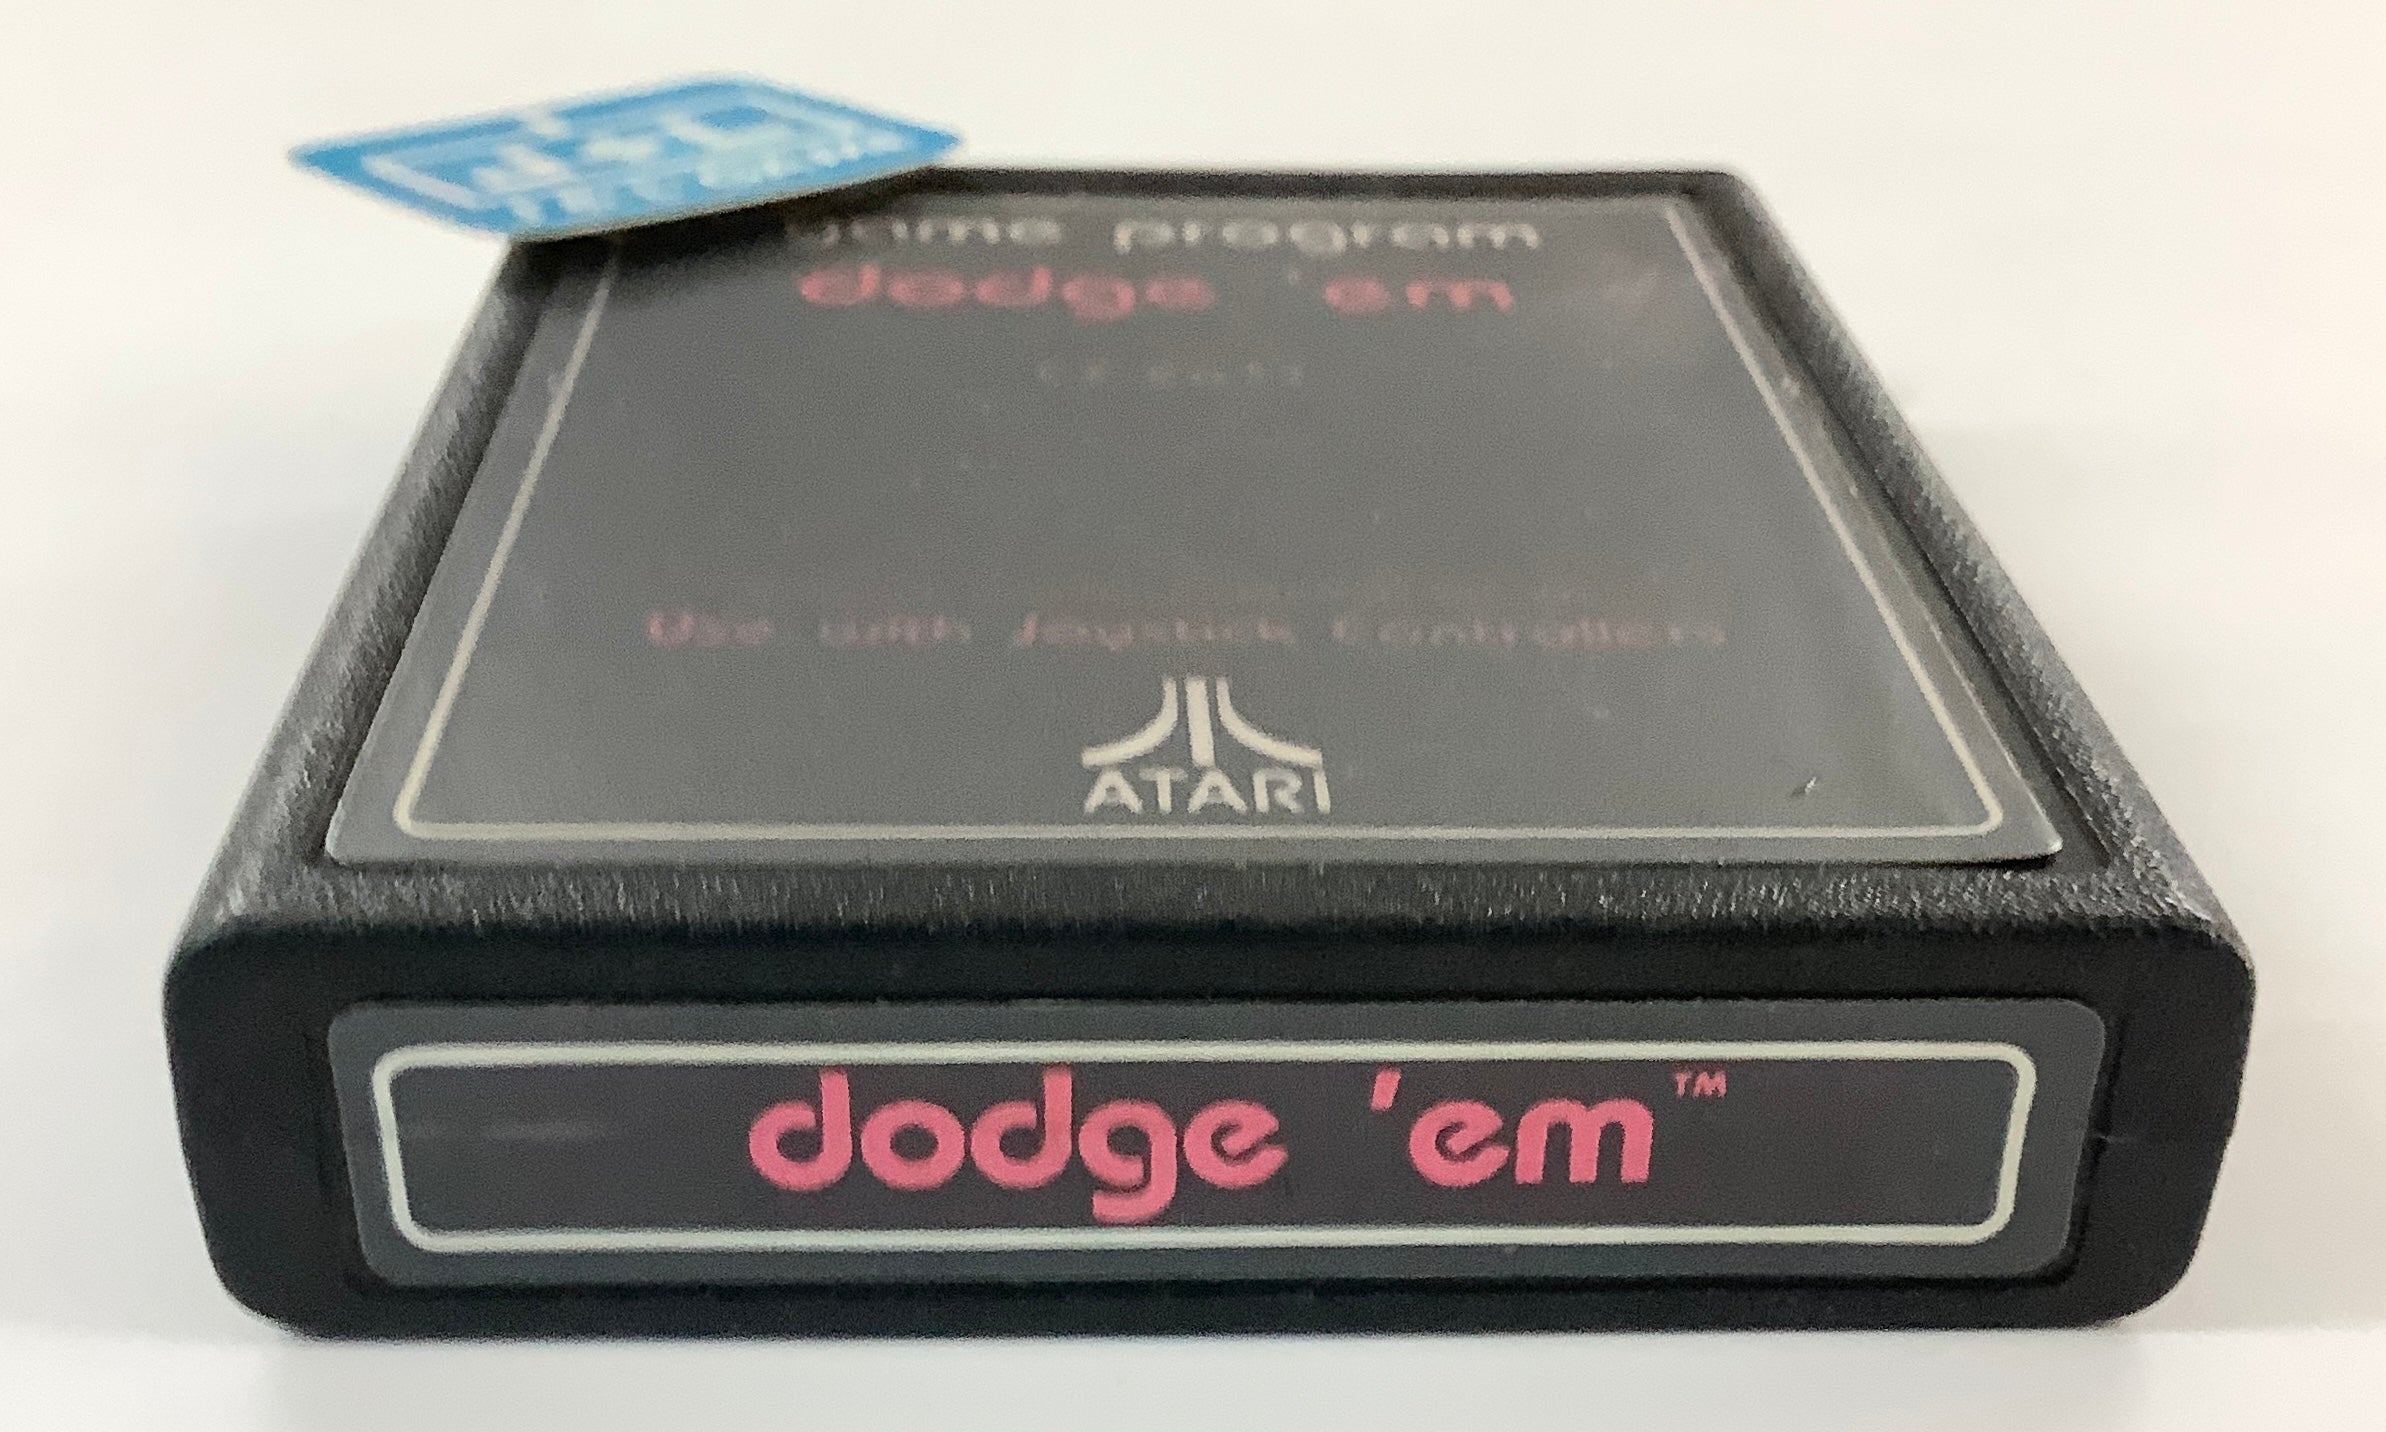 game program
dodge 'em
Use with Joystick Controllers
ATARI
dodge 'em™